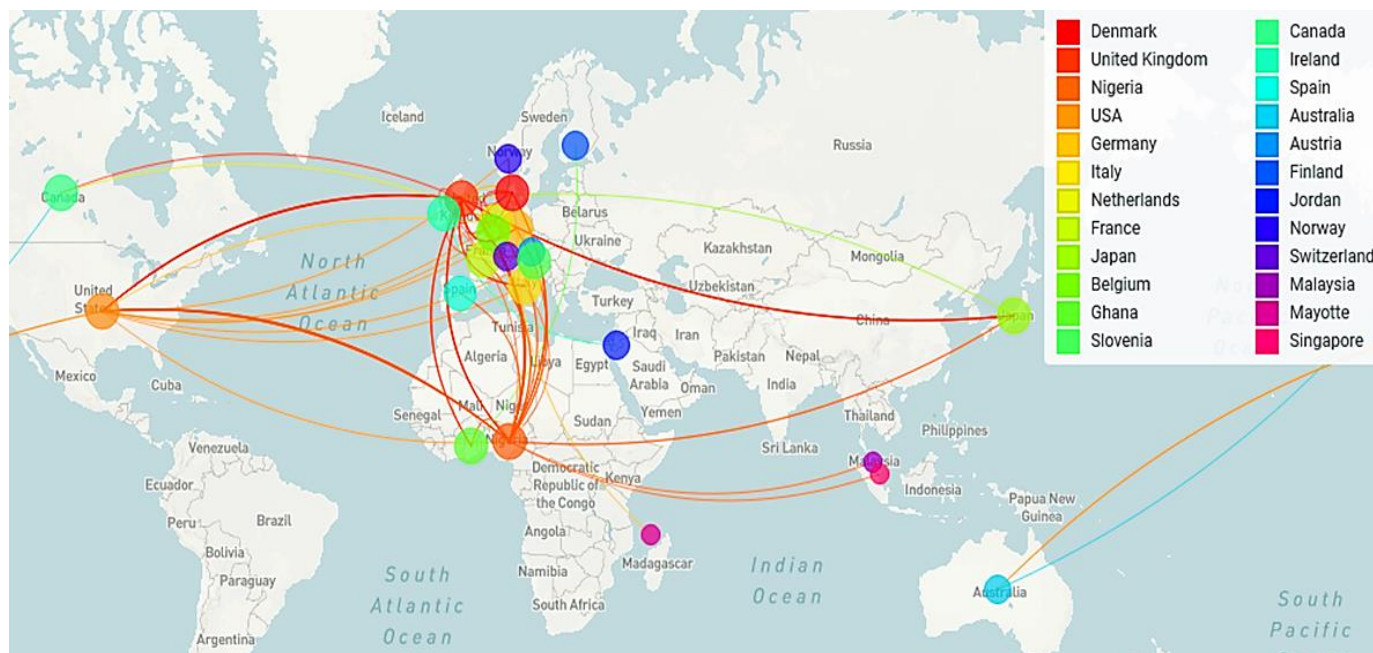 Denmark
United Kingdom
Nigeria
USA
Germany
Italy
Netherlands
France
Japan
Belgium
Ghana
Slovenia
Canada
Ireland
Spain
Australia
Austria
Finland
Jordan
Norway
Switzerland
Malaysia
Mayotte
Singapore
Iceland
Sweden
Norway
Russia
Canada
Belarus
Ukraine
Kazakhstan
Mongolia
North
Atlantic
Ocean
United
States
Spain
Turkey
Uzbekistan
China
Japan
Tunisia
Algeria
Libya
Egypt
Iraq
Iran
Saudi
Arabia
Pakistan
Nepal
Oman
India
Mexico
Cuba
Senegal
Mali
Niger
Sudan
Yemen
Thailand
Philippines
Nigeria
Venezuela
Sri Lanka
Malaysia
Democratic
Republic of
the Congo
Kenya
Indonesia
Papua New
Guinea
Ecuador
Peru
Brazil
Angola
Bolivia
Madagascar
Namibia
Paraguay
South Africa
Australia
Indian
Ocean
South
Atlantic
Ocean
South
Pacific
Argentina